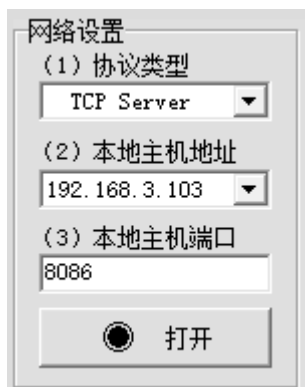 网络设置
（1）协议类型
TCP Server
（2）本地主机地址
192.168.3.103
（3）本地主机端口
8086
打开